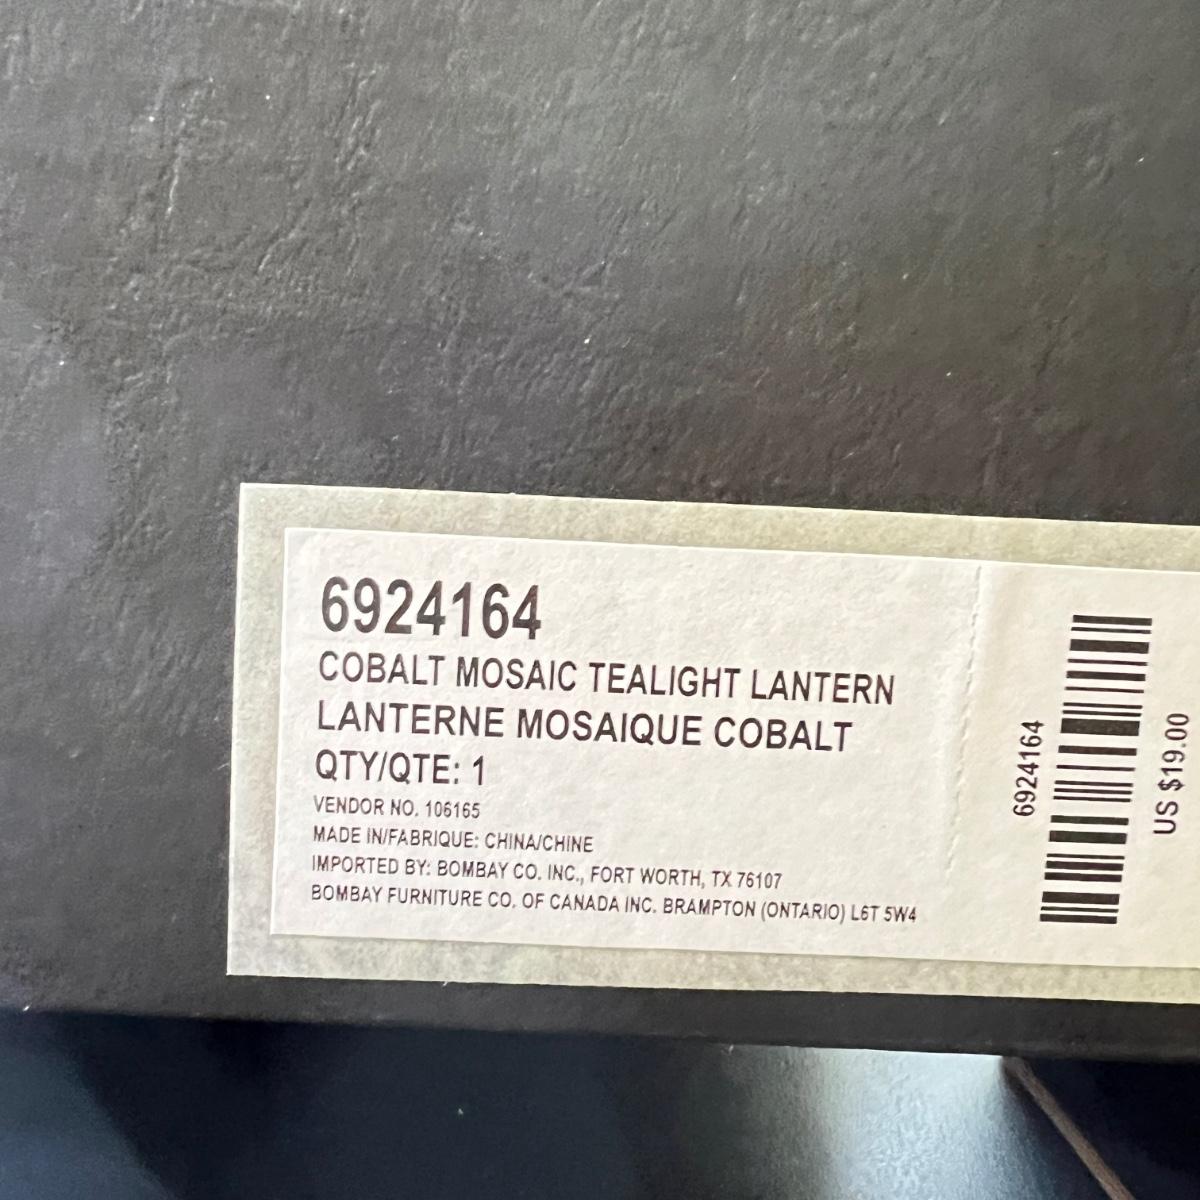 6924164
COBALT MOSAIC TEALIGHT LANTERN
LANTERNE MOSAIQUE COBALT
QTY/QTE: 1
VENDOR NO. 106165
MADE IN/FABRIQUE: CHINA/CHINE
IMPORTED BY: BOMBAY CO. INC., FORT WORTH, TX 76107
BOMBAY FURNITURE CO. OF CANADA INC. BRAMPTON (ONTARIO) L6T 5W4
6924164
US $19.00